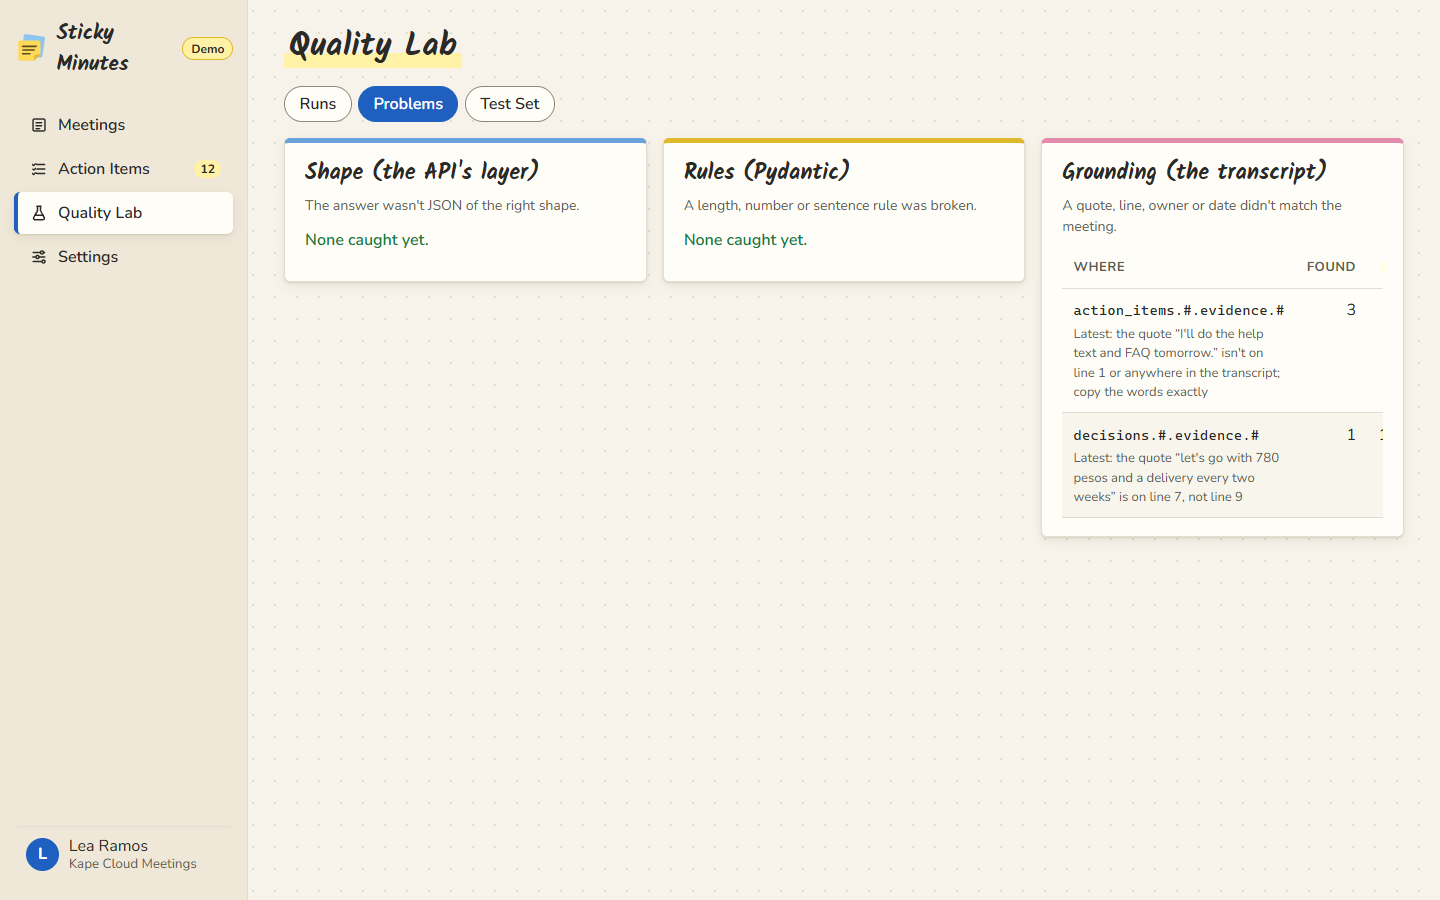 Sticky
Minutes
Demo
Meetings
Action Items 12
Quality Lab
Settings
L
Lea Ramos
Kape Cloud Meetings
Quality Lab
Runs Problems Test Set
Shape (the API's layer)
The answer wasn't JSON of the right shape.
None caught yet.
Rules (Pydantic)
A length, number or sentence rule was broken.
None caught yet.
Grounding (the transcript)
A quote, line, owner or date didn't match the
meeting.
WHERE FOUND
action_items.#.evidence.# 3
Latest: the quote “I'll do the help
text and FAQ tomorrow.” isn't on
line 1 or anywhere in the transcript;
copy the words exactly
decisions.#.evidence.# 1
Latest: the quote “let's go with 780
pesos and a delivery every two
weeks” is on line 7, not line 9